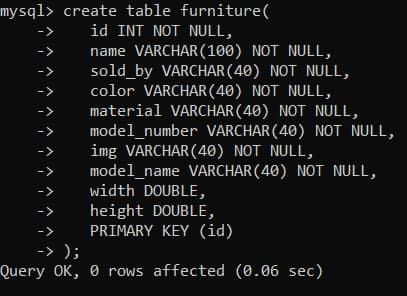 mysql> create table furniture(
    ->     id INT NOT NULL,
    ->     name VARCHAR(100) NOT NULL,
    ->     sold_by VARCHAR(40) NOT NULL,
    ->     color VARCHAR(40) NOT NULL,
    ->     material VARCHAR(40) NOT NULL,
    ->     model_number VARCHAR(40) NOT NULL,
    ->     img VARCHAR(40) NOT NULL,
    ->     model_name VARCHAR(40) NOT NULL,
    ->     width DOUBLE,
    ->     height DOUBLE,
    ->     PRIMARY KEY (id)
    -> );
Query OK, 0 rows affected (0.06 sec)